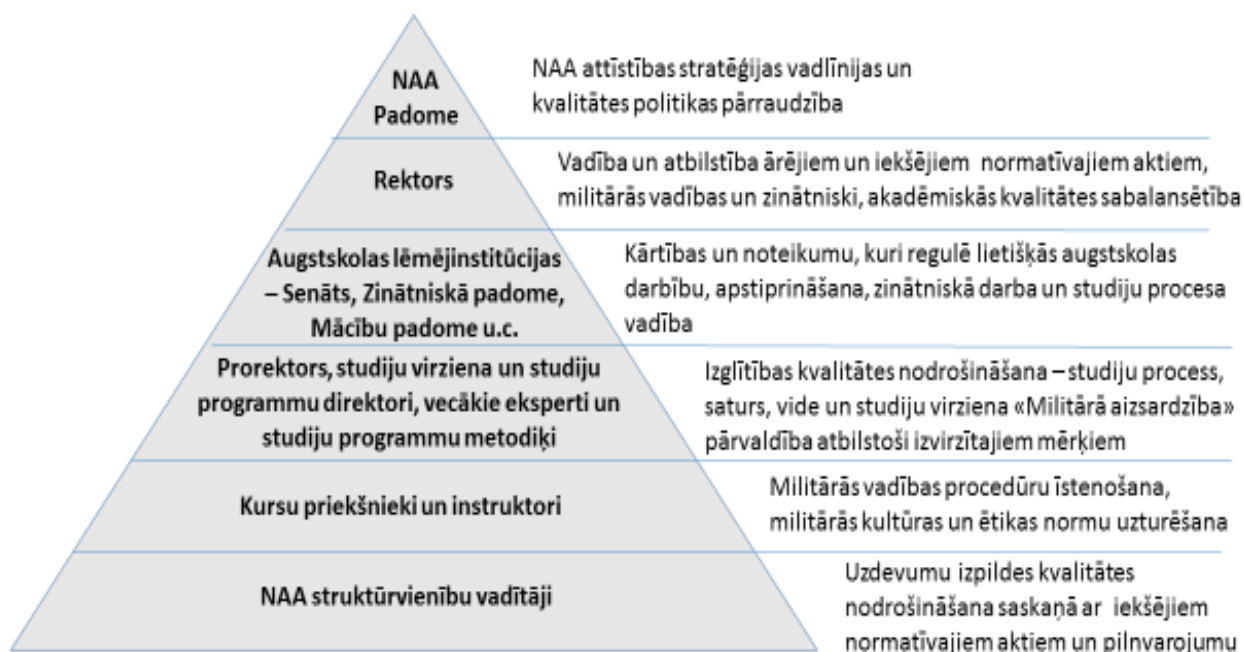 NAA
Padome
NAA attīstības stratēģijas vadlīnijas un
kvalitātes politikas pārraudzība
Rektors
Vadība un atbilstība ārējiem un iekšējiem normatīvajiem aktiem,
militārās vadības un zinātniski, akadēmiskās kvalitātes sabalansētība
Augstskolas lēmējinstitūcijas
– Senāts, Zinātniskā padome,
Mācību padome u.c.
Kārtības un noteikumu, kuri regulē lietišķās augstskolas
darbību, apstiprināšana, zinātniskā darba un studiju procesa
vadība
Prorektors, studiju virziena un studiju
programmu direktori, vecākie eksperti un
studiju programmu metodiķi
Izglītības kvalitātes nodrošināšana – studiju process,
saturs, vide un studiju virziena «Militārā aizsardzība»
pārvaldība atbilstoši izvirzītajiem mērķiem
Kursu priekšnieki un instruktori
Militārās vadības procedūru īstenošana,
militārās kultūras un ētikas normu uzturēšana
NAA struktūrvienību vadītāji
Uzdevumu izpildes kvalitātes
nodrošināšana saskaņā ar iekšējiem
normatīvajiem aktiem un pilnvarojumu